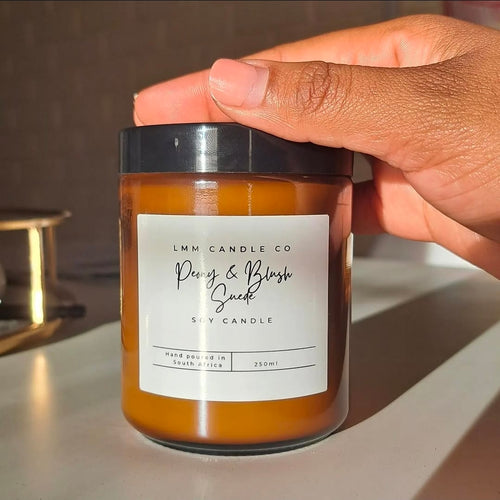 LMM CANDLE CO
Peony & Blush
Suede
SOY CANDLE
Hand poured in
South Africa
250ml